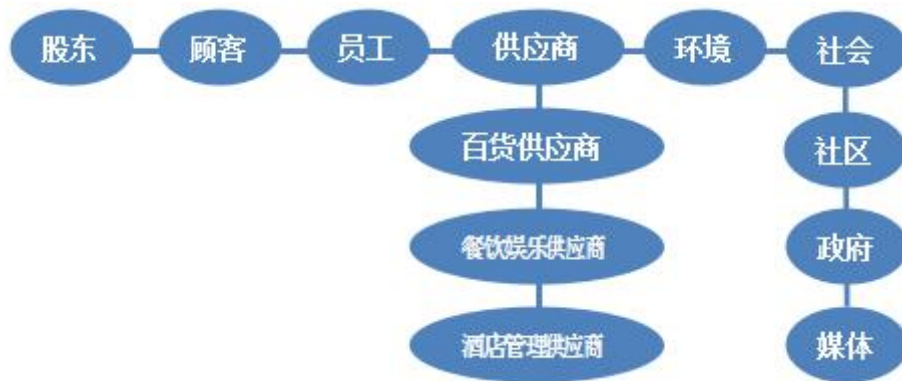 股东 顾客 员工 供应商 环境 社会
百货供应商 社区
餐饮娱乐供应商 政府
酒店管理供应商 媒体